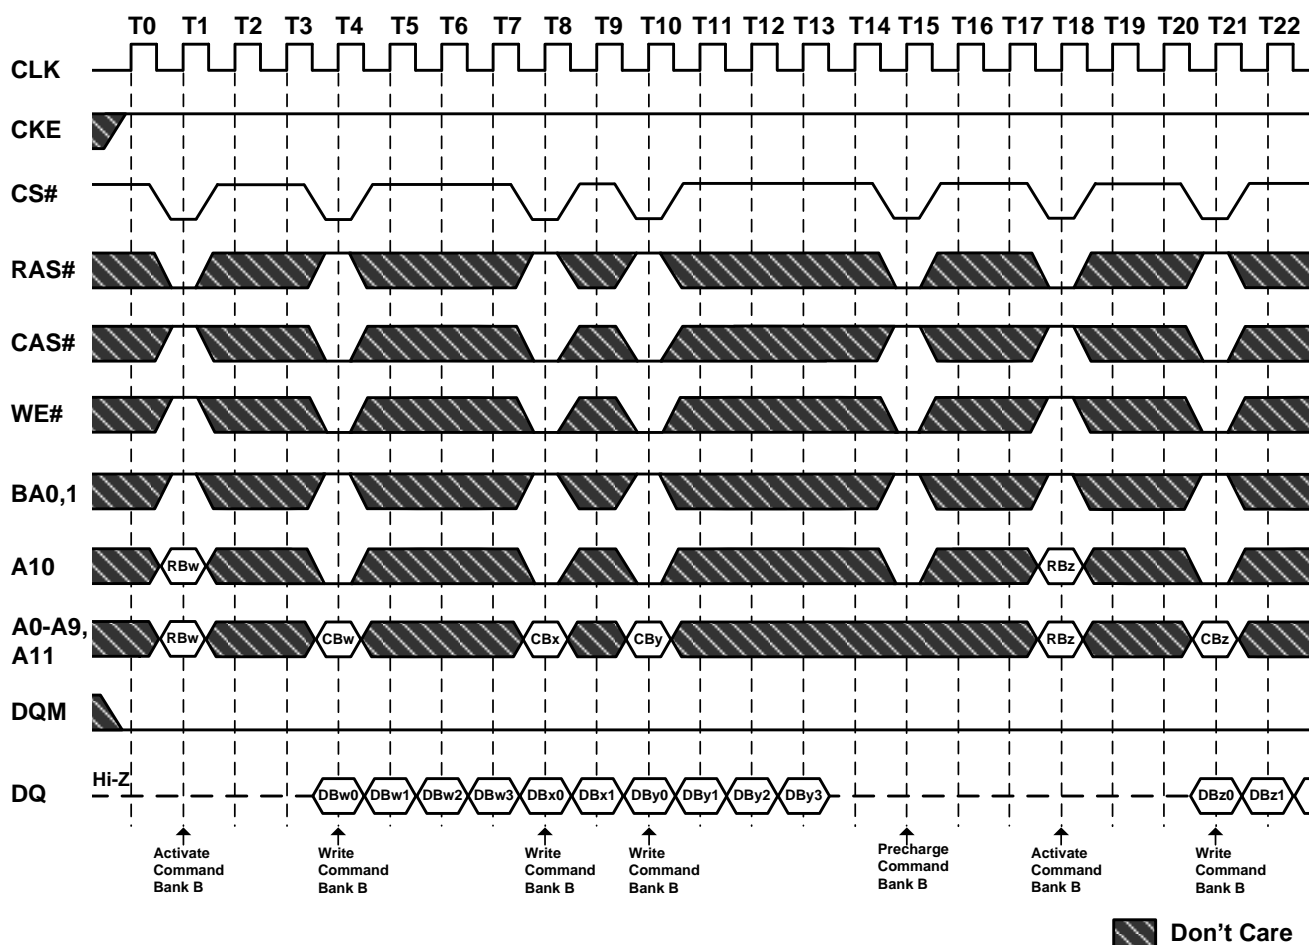 T0 T1 T2 T3 T4 T5 T6 T7 T8 T9 T10 T11 T12 T13 T14 T15 T16 T17 T18 T19 T20 T21 T22
CLK
CKE
CS#
RAS#
CAS#
WE#
BA0,1
A10 RBw RBz
A0-A9,
A11
RBw CBw CBx CBy RBz CBz
DQM
Hi-Z
DQ DBw0 DBw1 DBw2 DBw3 DBx0 DBx1 DBy0 DBy1 DBy2 DBy3 DBz0 DBz1
Activate
Command
Bank B
Write
Command
Bank B
Write
Command
Bank B
Write
Command
Bank B
Precharge
Command
Bank B
Activate
Command
Bank B
Write
Command
Bank B
Don't Care